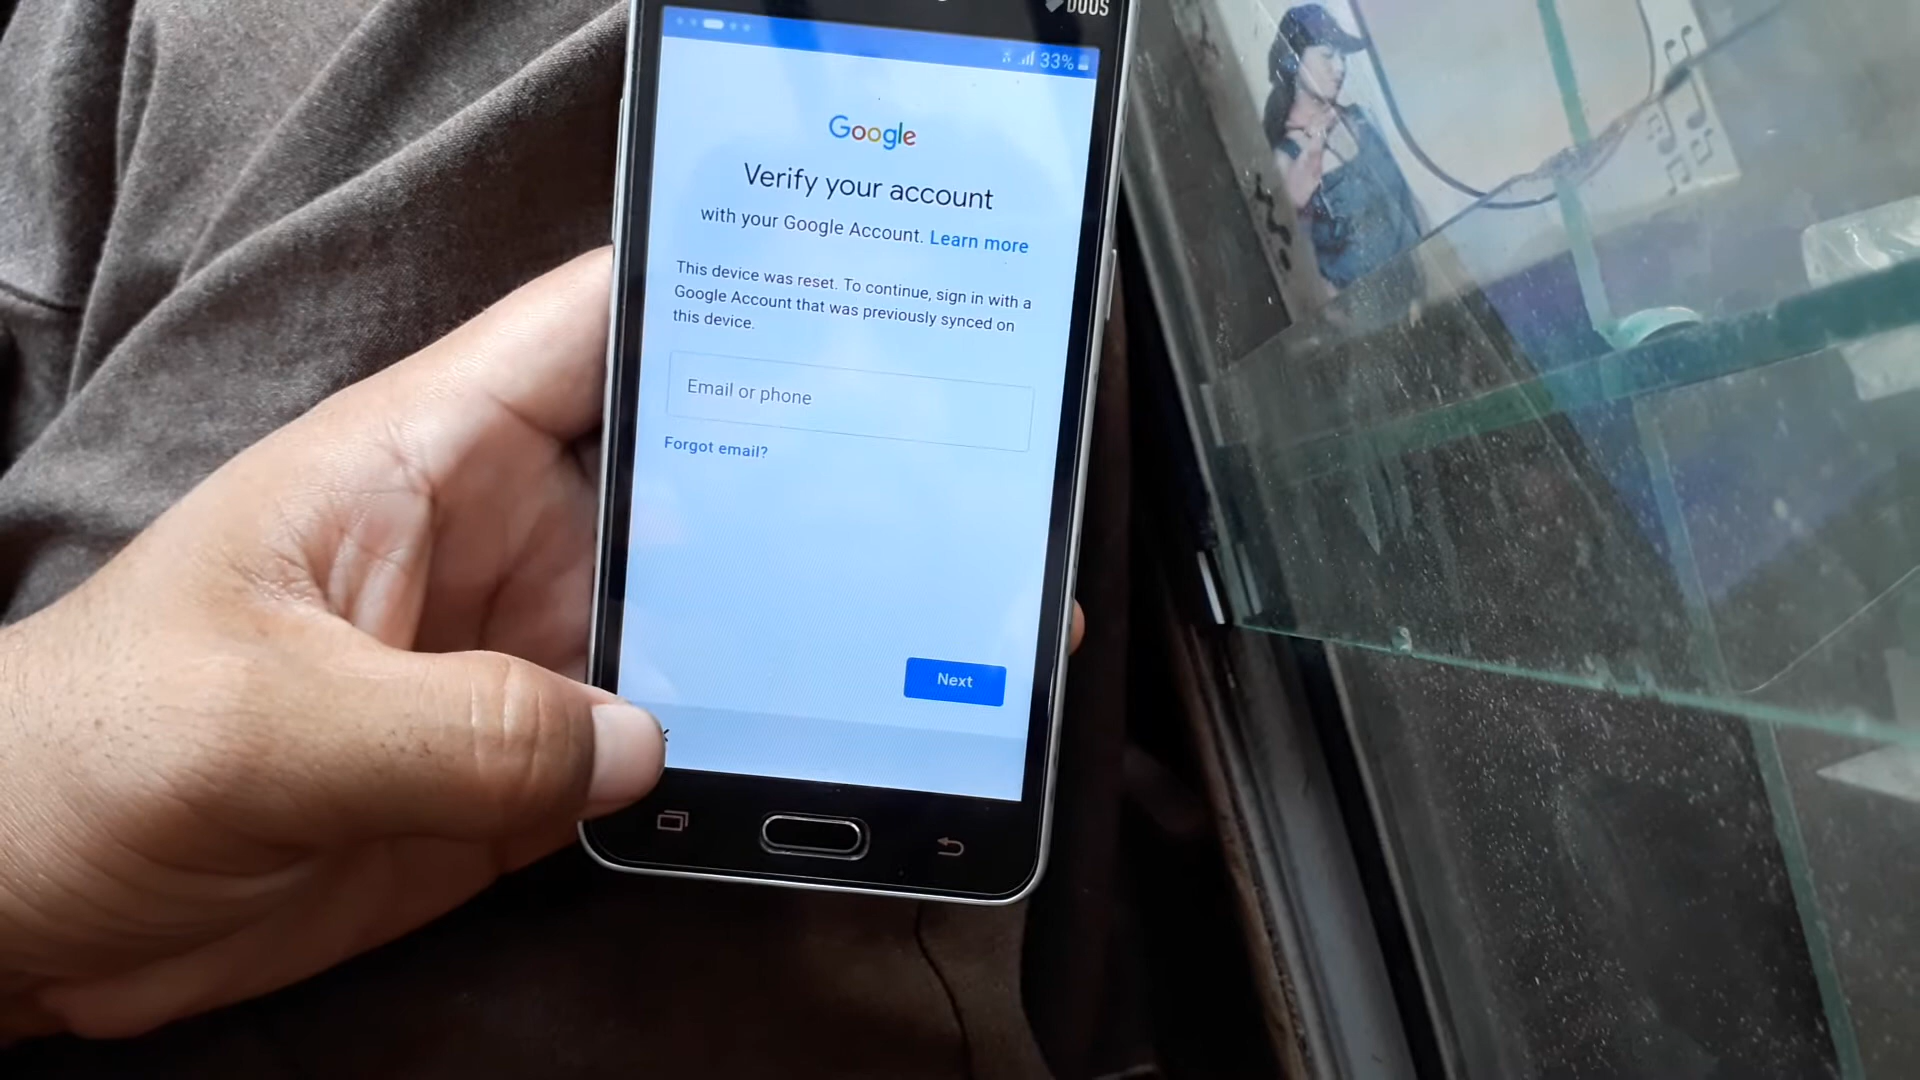 DUOS
33%
Google
Verify your account
with your Google Account. Learn more
This device was reset. To continue, sign in with a
Google Account that was previously synced on
this device.
Email or phone
Forgot email?
Next